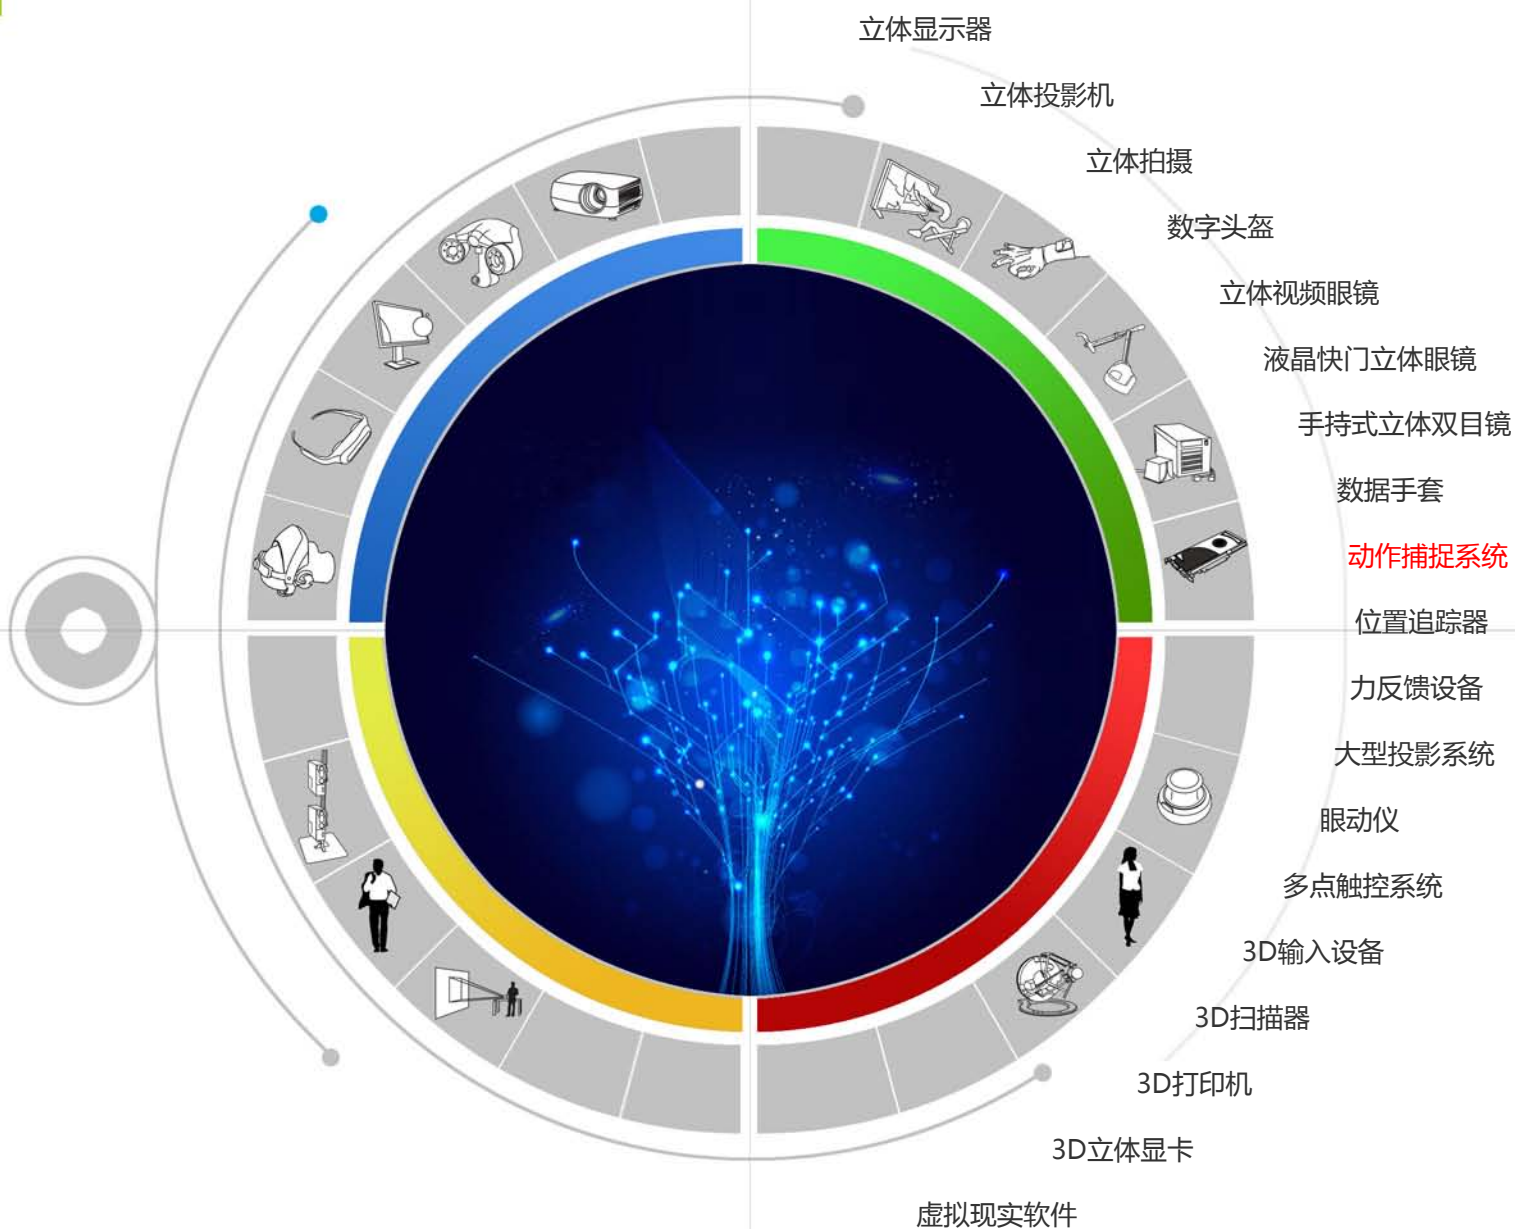 立体显示器
立体投影机
立体拍摄
数字头盔
立体视频眼镜
液晶快门立体眼镜
手持式立体双目镜
数据手套
动作捕捉系统
位置追踪器
力反馈设备
大型投影系统
眼动仪
多点触控系统
3D输入设备
3D扫描器
3D打印机
3D立体显卡
虚拟现实软件